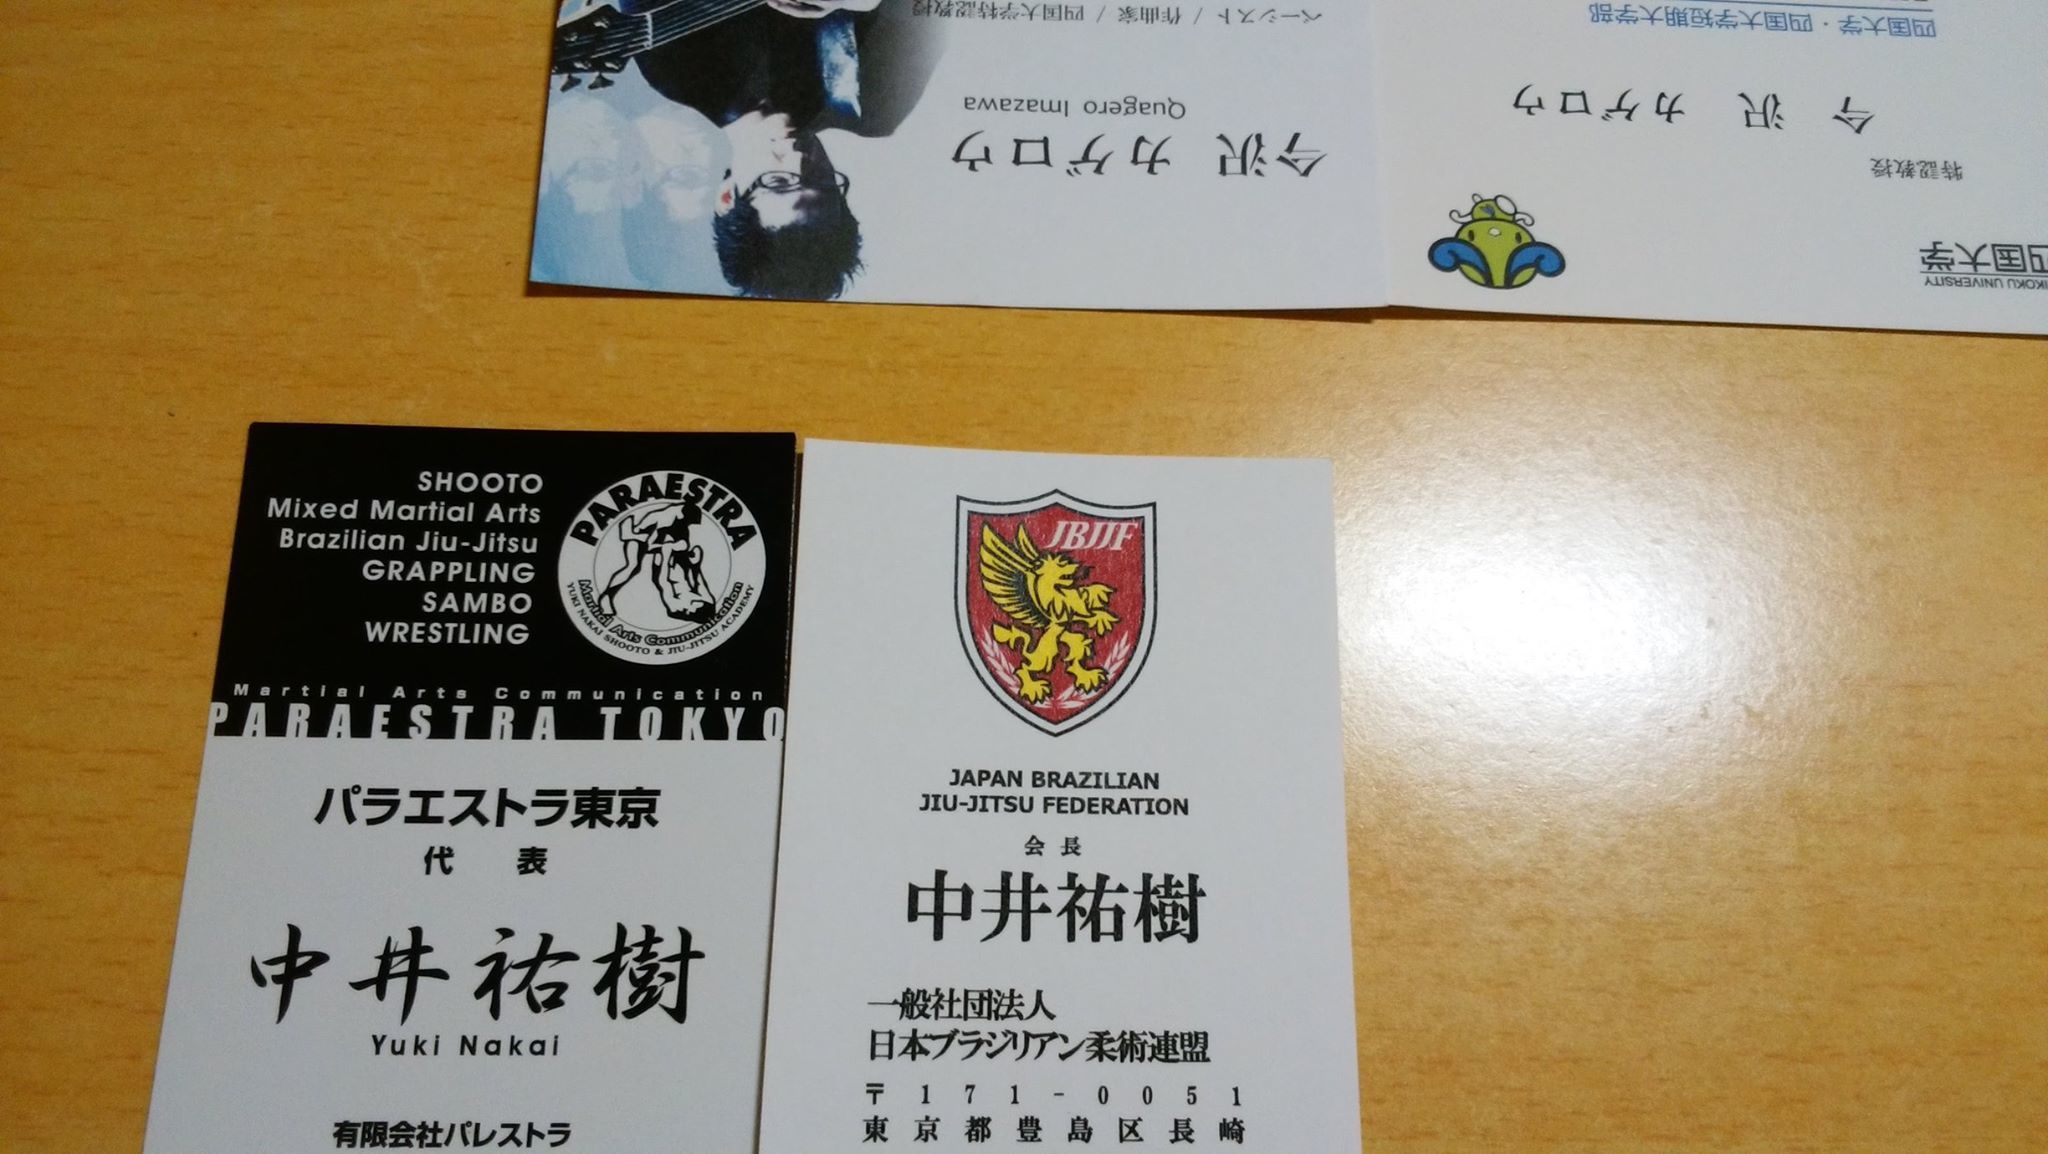 ベーシスト / 作曲家 / 四国大学特認教授
Quagero Imazawa
今沢 カゲロウ
四国大学・四国大学短期大学部
今 沢 カゲロウ
特認教授
四国大学
IKOKU UNIVERSITY
SHOOTO
Mixed Martial Arts
Brazilian Jiu-Jitsu
GRAPPLING
SAMBO
WRESTLING
PARAESTRA
Martial Arts Communication
YUKI NAKAI SHOOTO & JIU-JITSU ACADEMY
Martial Arts Communication
PARAESTRA TOKYO
パラエストラ東京
代 表
中井祐樹
Yuki Nakai
有限会社パレストラ
JBJJF
JAPAN BRAZILIAN
JIU-JITSU FEDERATION
会 長
中井祐樹
一般社団法人
日本ブラジリアン柔術連盟
〒171-0051
東京都豊島区長崎